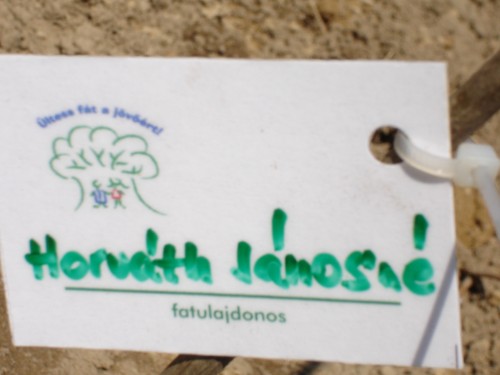 Ültess fát a jövőért!
Horváth Jánosné
fatulajdonos